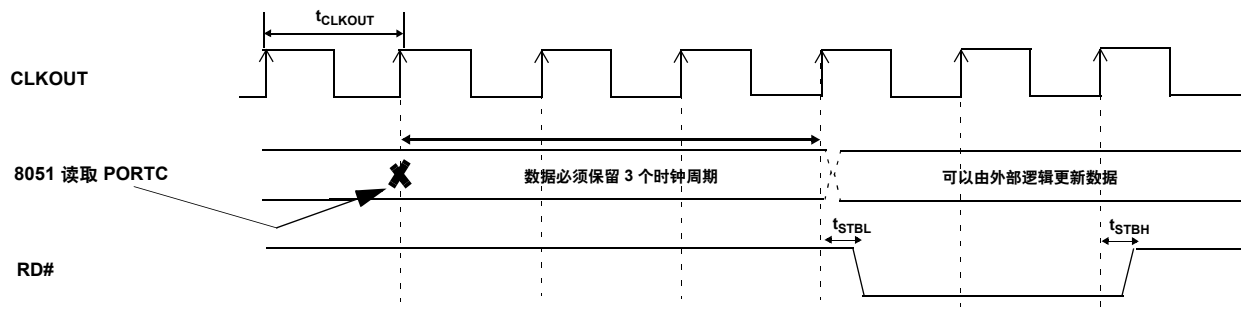 tCLKOUT
CLKOUT
8051 读取 PORTC
数据必须保留 3 个时钟周期
可以由外部逻辑更新数据
tSTBL
tSTBH
RD#